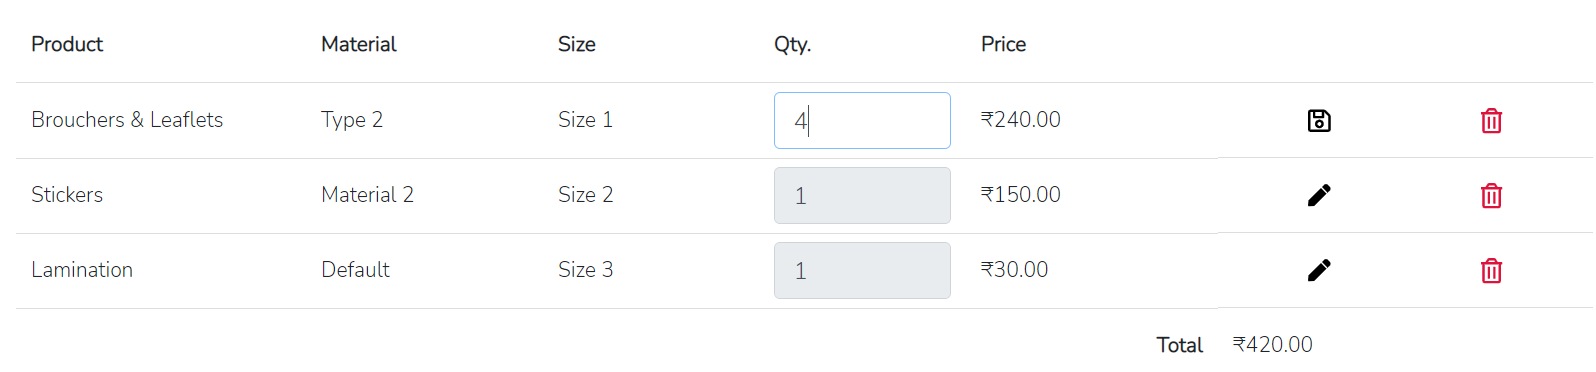 Product Material Size Qty. Price
Brouchers & Leaflets Type 2 Size 1 4 ₹240.00
Stickers Material 2 Size 2 1 ₹150.00
Lamination Default Size 3 1 ₹30.00
Total ₹420.00